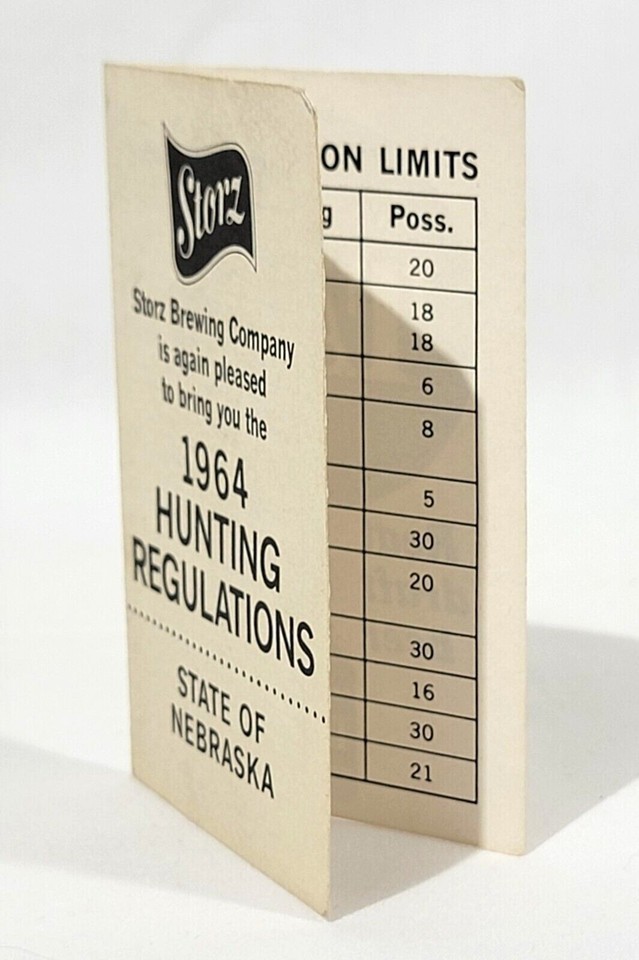 Storz
Storz Brewing Company
is again pleased
to bring you the
1964
HUNTING
REGULATIONS
STATE OF
NEBRASKA
ON LIMITS
g Poss.
20
18
18
6
8
5
30
20
30
16
30
21